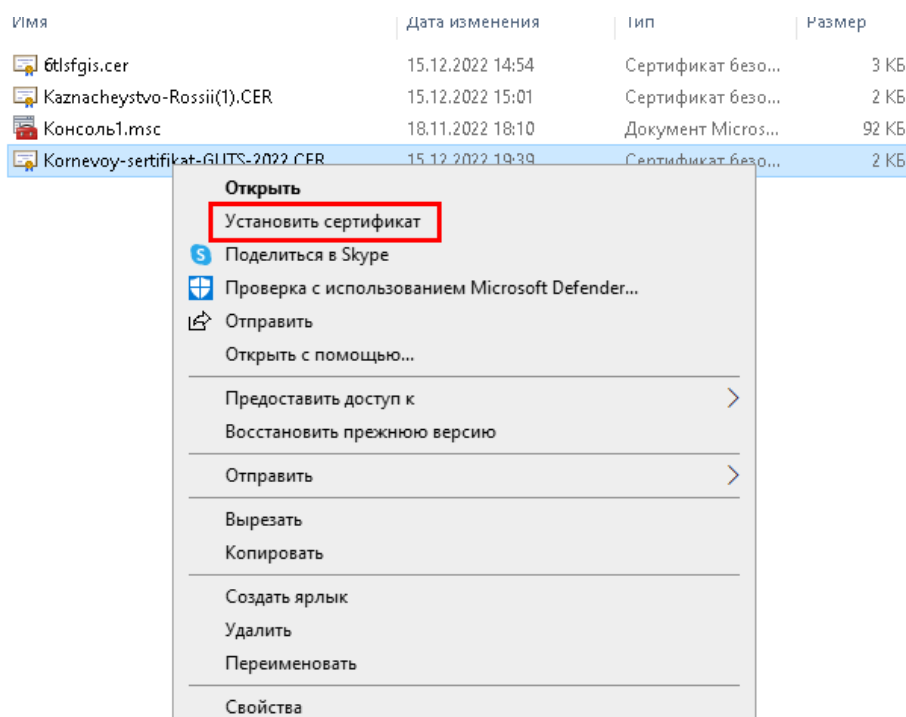 Имя Дата изменения Тип Размер
6tlsfgis.cer 15.12.2022 14:54 Сертификат безо... 3 КБ
Kaznacheystvo-Rossii(1).CER 15.12.2022 15:01 Сертификат безо... 2 КБ
Консоль1.msc 18.11.2022 18:10 Документ Micros... 92 КБ
Kornevoy-sertifikat-GUTS-2022.CER 15.12.2022 19:39 Сертификат безо... 2 КБ
Открыть
Установить сертификат
Поделиться в Skype
Проверка с использованием Microsoft Defender...
Отправить
Открыть с помощью...
Предоставить доступ к
Восстановить прежнюю версию
Отправить
Вырезать
Копировать
Создать ярлык
Удалить
Переименовать
Свойства